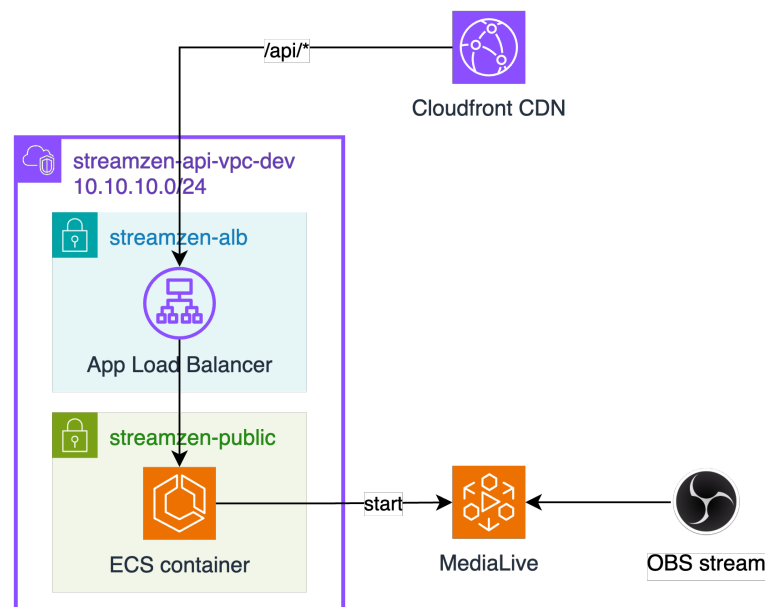 /api/*
Cloudfront CDN
streamzen-api-vpc-dev
10.10.10.0/24
streamzen-alb
App Load Balancer
streamzen-public
start
ECS container
MediaLive
OBS stream